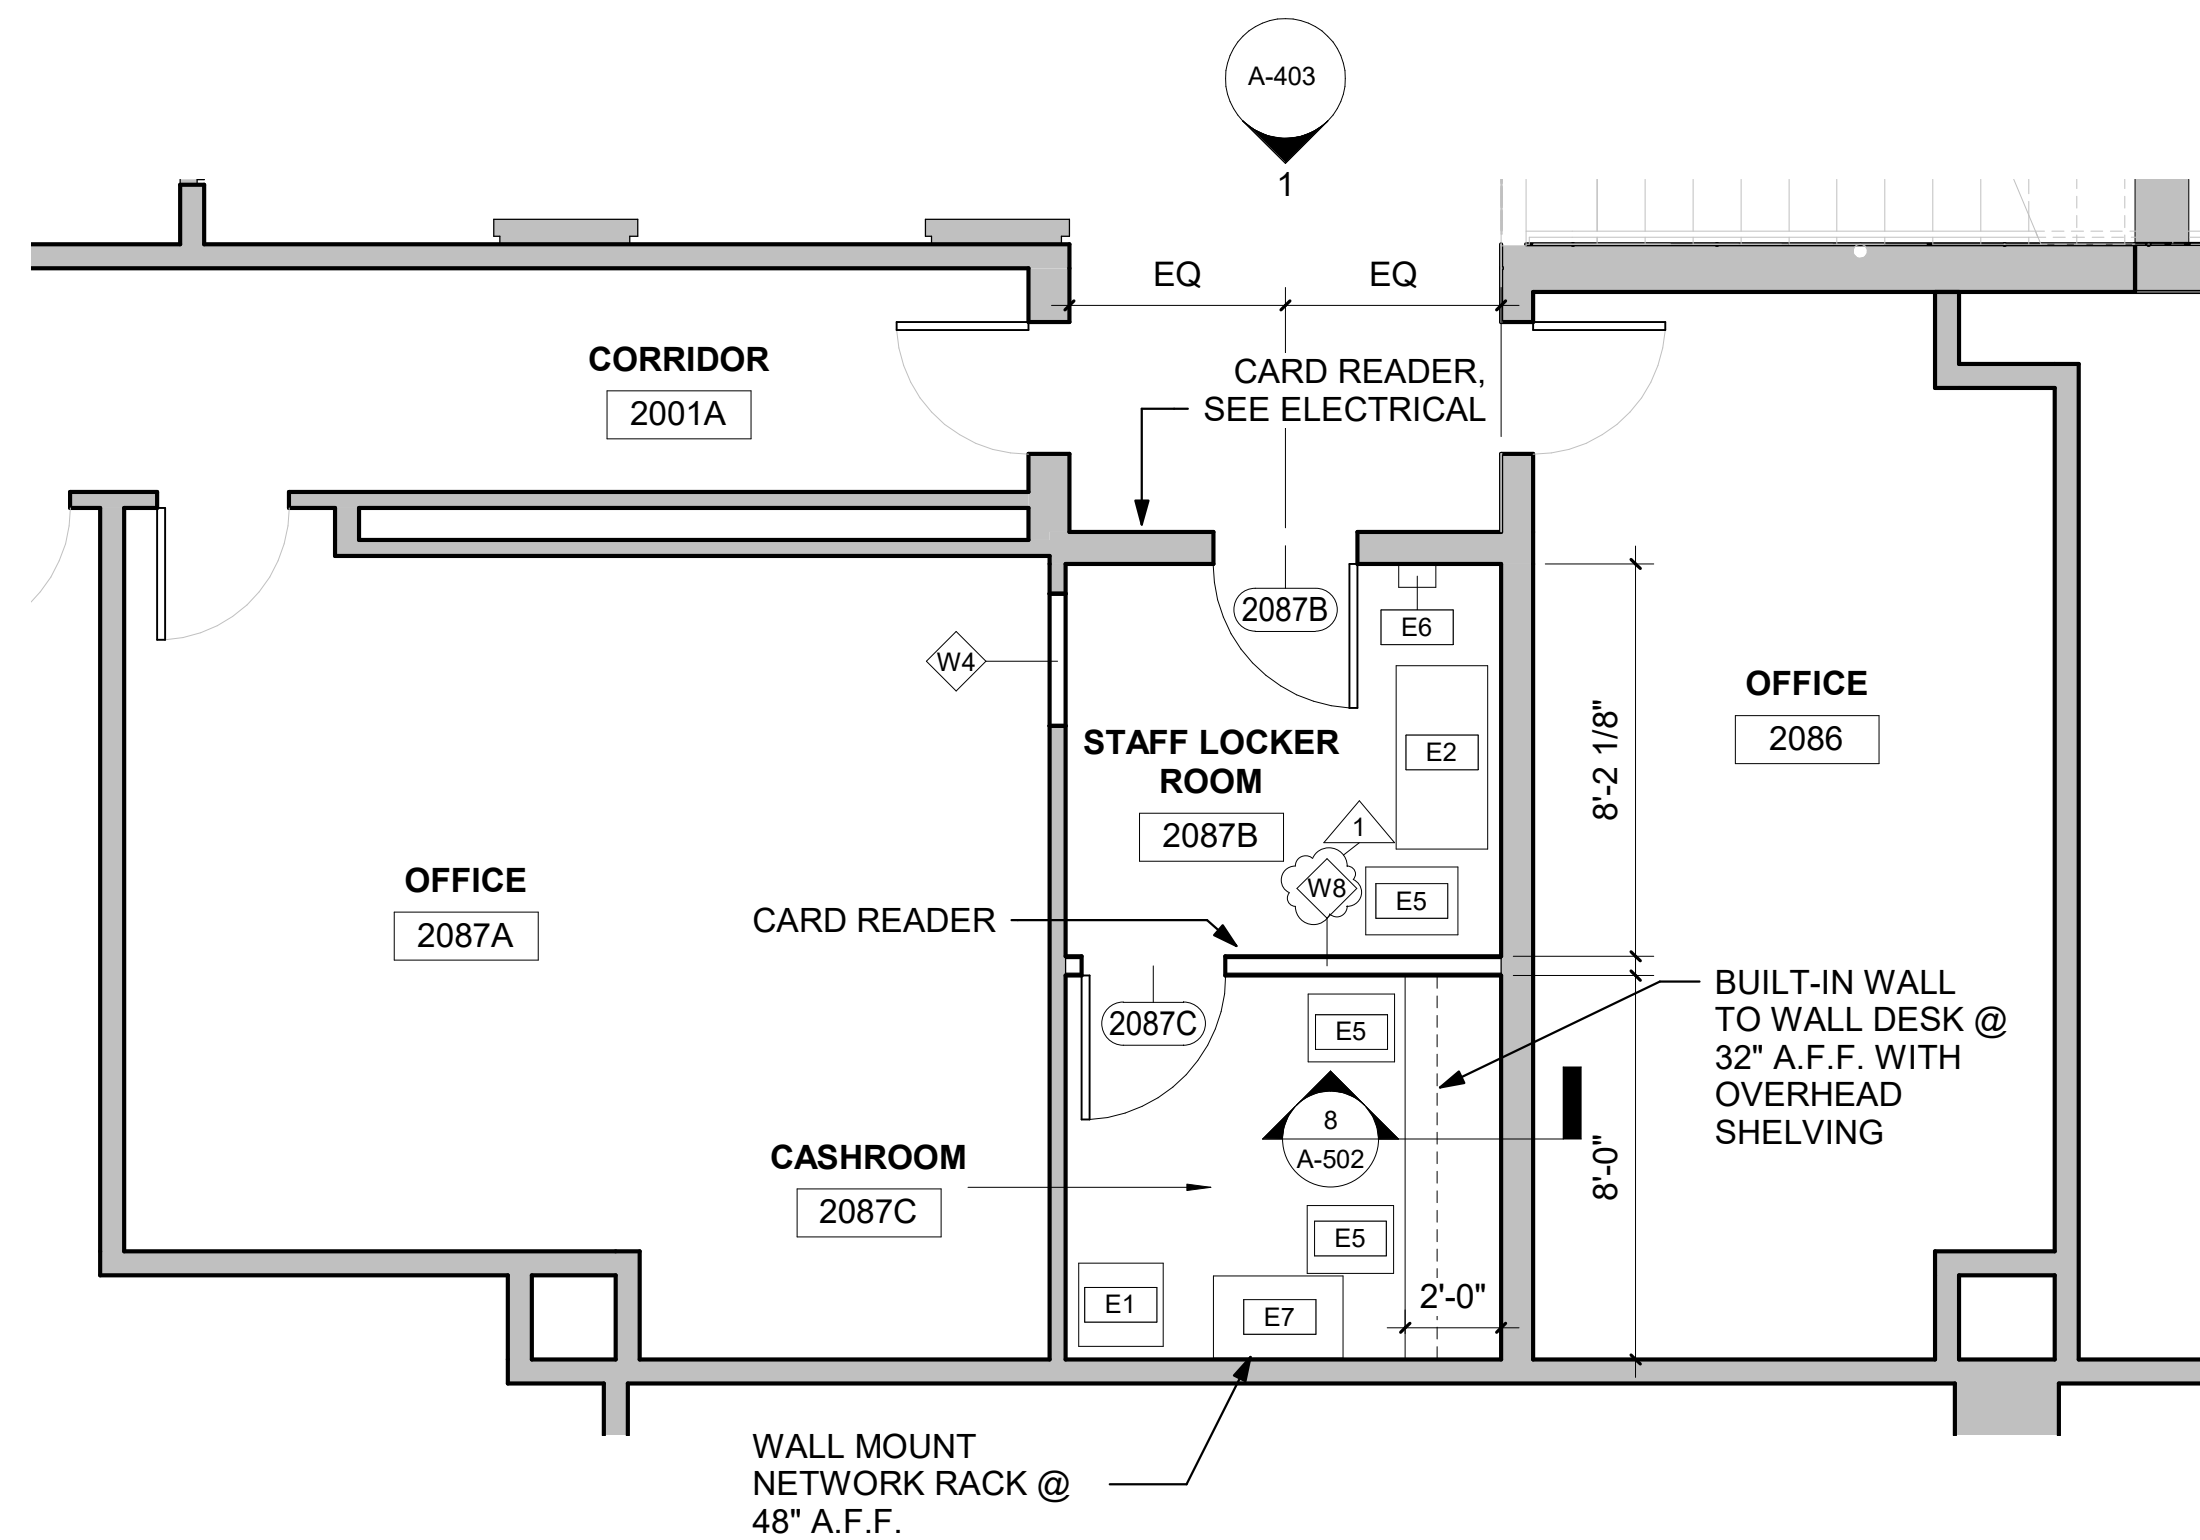 A-403
1
EQ
EQ
CORRIDOR
2001A
CARD READER,
SEE ELECTRICAL
2087B
E6
W4
STAFF LOCKER
ROOM
2087B
E2
1
W8
E5
8'-2 1/8"
OFFICE
2086
OFFICE
2087A
CARD READER
2087C
E5
8
A-502
BUILT-IN WALL
TO WALL DESK @
32" A.F.F. WITH
OVERHEAD
SHELVING
8'-0"
CASHROOM
2087C
E5
E1
E7
2'-0"
WALL MOUNT
NETWORK RACK @
48" A.F.F.